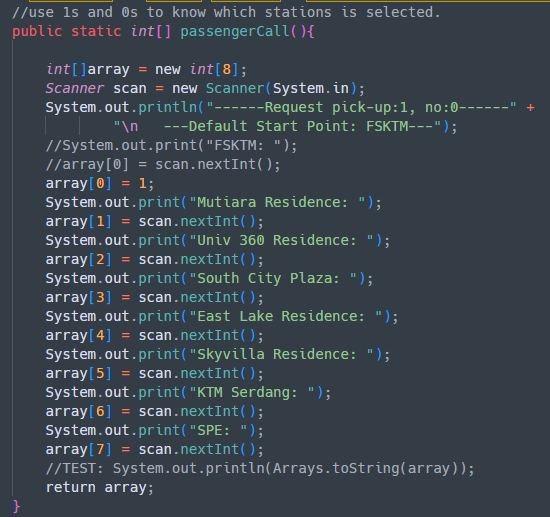 //use 1s and 0s to know which stations is selected.
public static int[] passengerCall(){
int[]array = new int[8];
Scanner scan = new Scanner(System.in);
System.out.println("------Request pick-up:1, no:0------" +
"\n   ---Default Start Point: FSKTM---");
//System.out.print("FSKTM: ");
//array[0] = scan.nextInt();
array[0] = 1;
System.out.print("Mutiara Residence: ");
array[1] = scan.nextInt();
System.out.print("Univ 360 Residence: ");
array[2] = scan.nextInt();
System.out.print("South City Plaza: ");
array[3] = scan.nextInt();
System.out.print("East Lake Residence: ");
array[4] = scan.nextInt();
System.out.print("Skyvilla Residence: ");
array[5] = scan.nextInt();
System.out.print("KTM Serdang: ");
array[6] = scan.nextInt();
System.out.print("SPE: ");
array[7] = scan.nextInt();
//TEST: System.out.println(Arrays.toString(array));
return array;
}